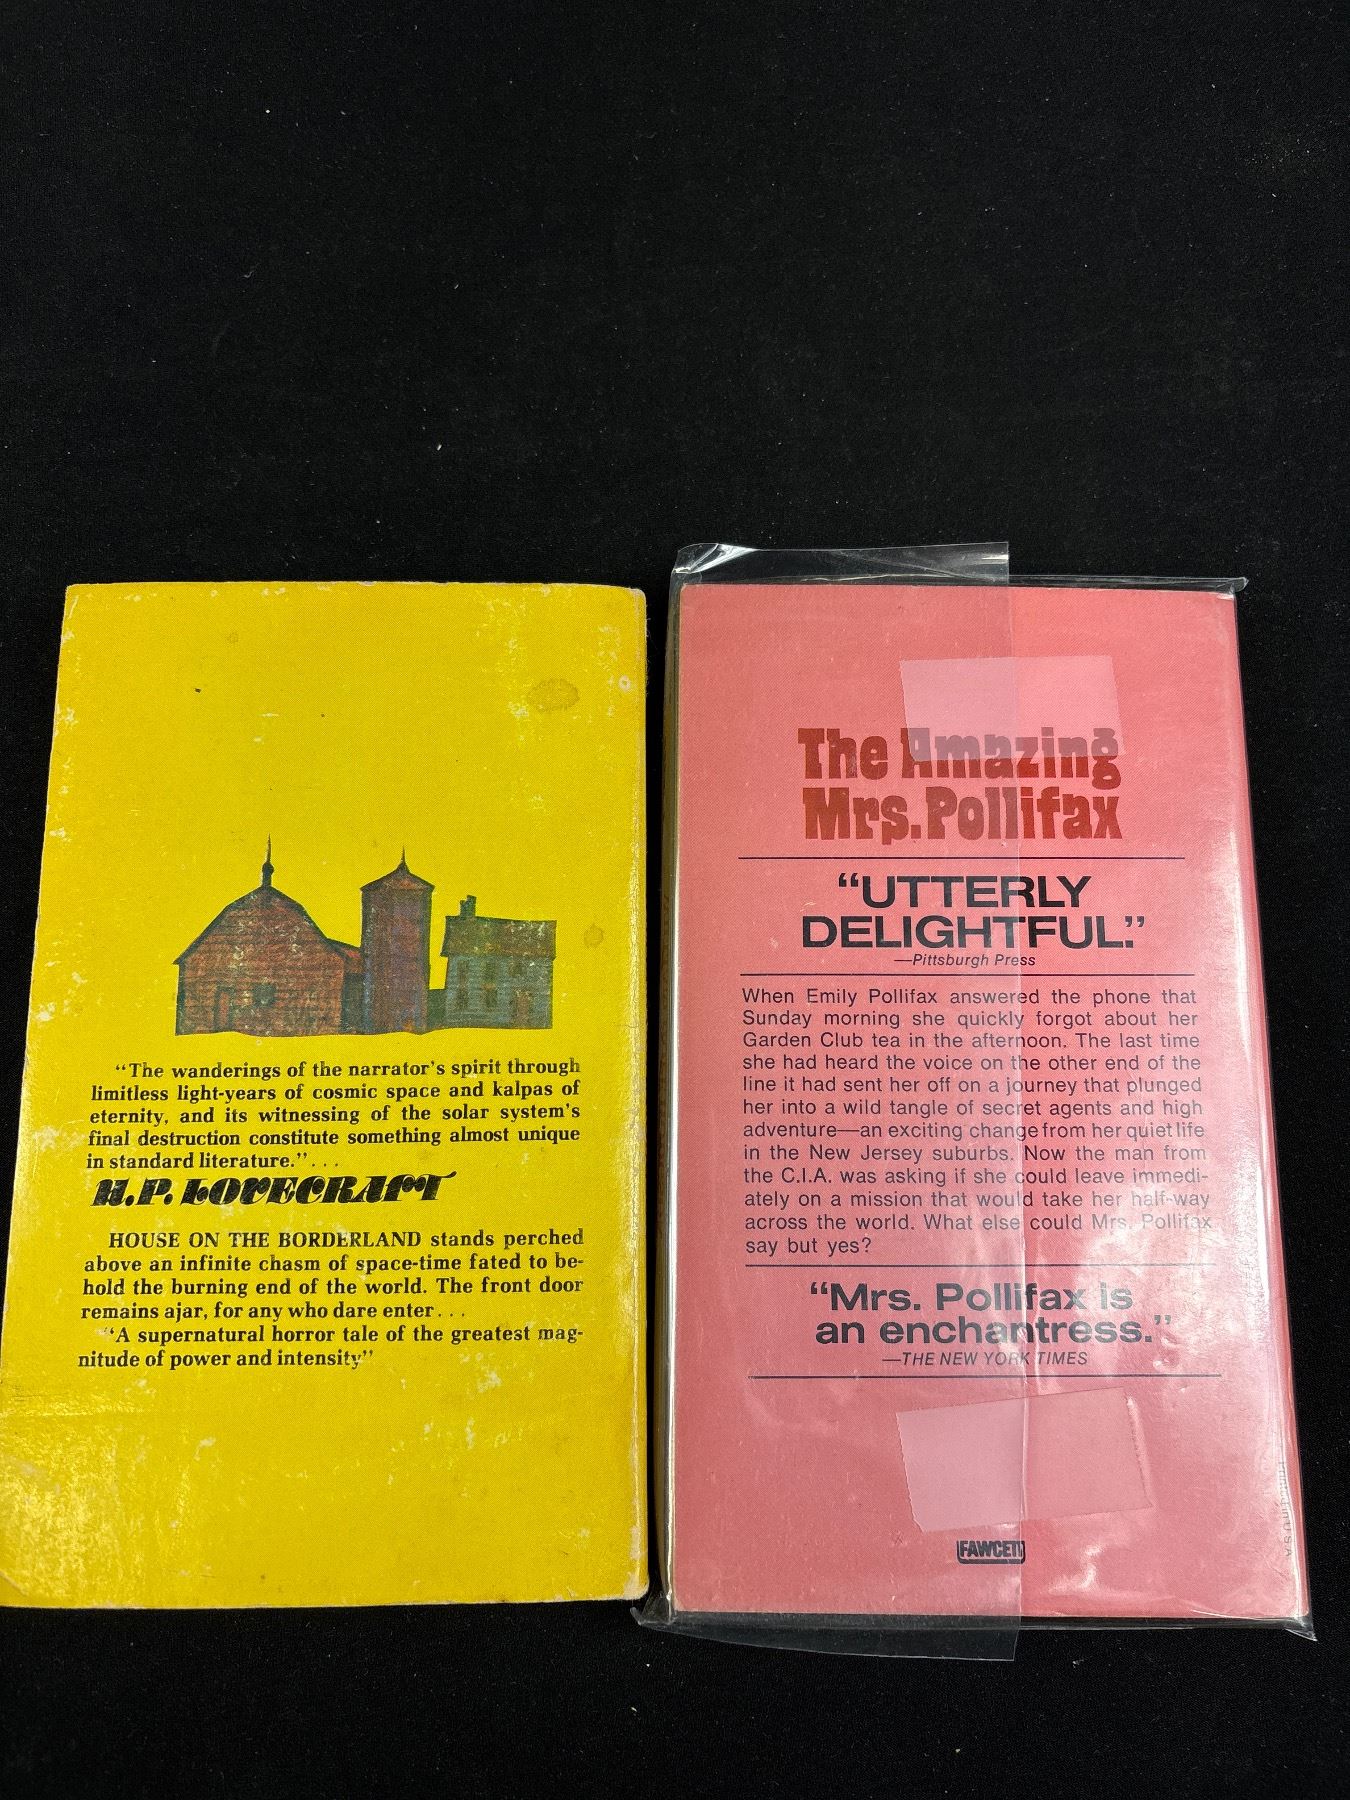 “The wanderings of the narrator's spirit through
limitless light-years of cosmic space and kalpas of
eternity, and its witnessing of the solar system's
final destruction constitute something almost unique
in standard literature.”...
H.P. LOVECRAFT
HOUSE ON THE BORDERLAND stands perched
above an infinite chasm of space-time fated to be-
hold the burning end of the world. The front door
remains ajar, for any who dare enter...
“A supernatural horror tale of the greatest mag-
nitude of power and intensity”
The Amazing
Mrs. Pollifax
“UTTERLY
DELIGHTFUL.”
—Pittsburgh Press
When Emily Pollifax answered the phone that
Sunday morning she quickly forgot about her
Garden Club tea in the afternoon. The last time
she had heard the voice on the other end of the
line it had sent her off on a journey that plunged
her into a wild tangle of secret agents and high
adventure—an exciting change from her quiet life
in the New Jersey suburbs. Now the man from
the C.I.A. was asking if she could leave immedi-
ately on a mission that would take her half-way
across the world. What else could Mrs. Pollifax
say but yes?
“Mrs. Pollifax is
an enchantress.”
—THE NEW YORK TIMES
FAWCETT
Printed in USA